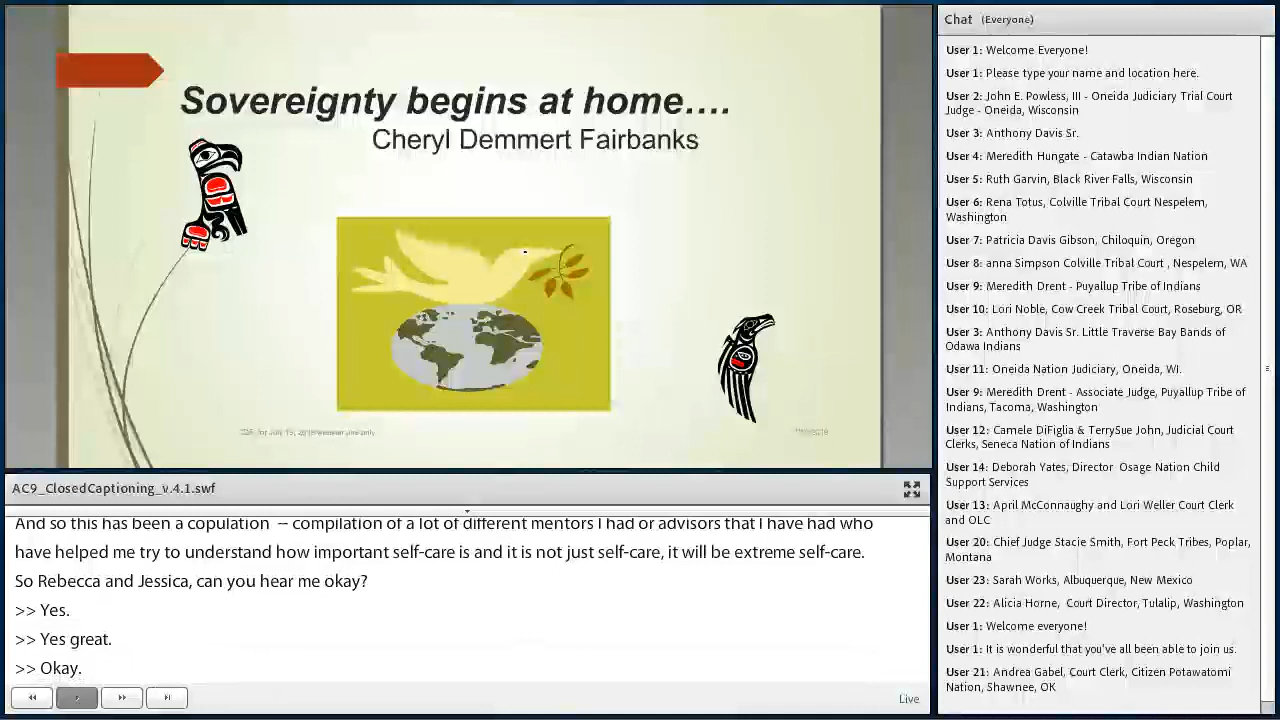 Sovereignty begins at home….
Cheryl Demmert Fairbanks
AC9_ClosedCaptioning_v.4.1.swf
And so this has been a copulation -- compilation of a lot of different mentors I had or advisors that I have had who
have helped me try to understand how important self-care is and it is not just self-care, it will be extreme self-care.
So Rebecca and Jessica, can you hear me okay?
>> Yes.
>> Yes great.
>> Okay.
Live
Chat (Everyone)
User 1: Welcome Everyone!
User 1: Please type your name and location here.
User 2: John E. Powless, III - Oneida Judiciary Trial Court
Judge - Oneida, Wisconsin
User 3: Anthony Davis Sr.
User 4: Meredith Hungate - Catawba Indian Nation
User 5: Ruth Garvin, Black River Falls, Wisconsin
User 6: Rena Totus, Colville Tribal Court Nespelem,
Washington
User 7: Patricia Davis Gibson, Chiloquin, Oregon
User 8: anna Simpson Colville Tribal Court , Nespelem, WA
User 9: Meredith Drent - Puyallup Tribe of Indians
User 10: Lori Noble, Cow Creek Tribal Court, Roseburg, OR
User 3: Anthony Davis Sr. Little Traverse Bay Bands of
Odawa Indians
User 11: Oneida Nation Judiciary, Oneida, WI.
User 9: Meredith Drent - Associate Judge, Puyallup Tribe of
Indians, Tacoma, Washington
User 12: Camele DiFiglia & TerrySue John, Judicial Court
Clerks, Seneca Nation of Indians
User 14: Deborah Yates, Director Osage Nation Child
Support Services
User 13: April McConnaughy and Lori Weller Court Clerk
and OLC
User 20: Chief Judge Stacie Smith, Fort Peck Tribes, Poplar,
Montana
User 23: Sarah Works, Albuquerque, New Mexico
User 22: Alicia Horne, Court Director, Tulalip, Washington
User 1: Welcome everyone!
User 1: It is wonderful that you've all been able to join us.
User 21: Andrea Gabel, Court Clerk, Citizen Potawatomi
Nation, Shawnee, OK